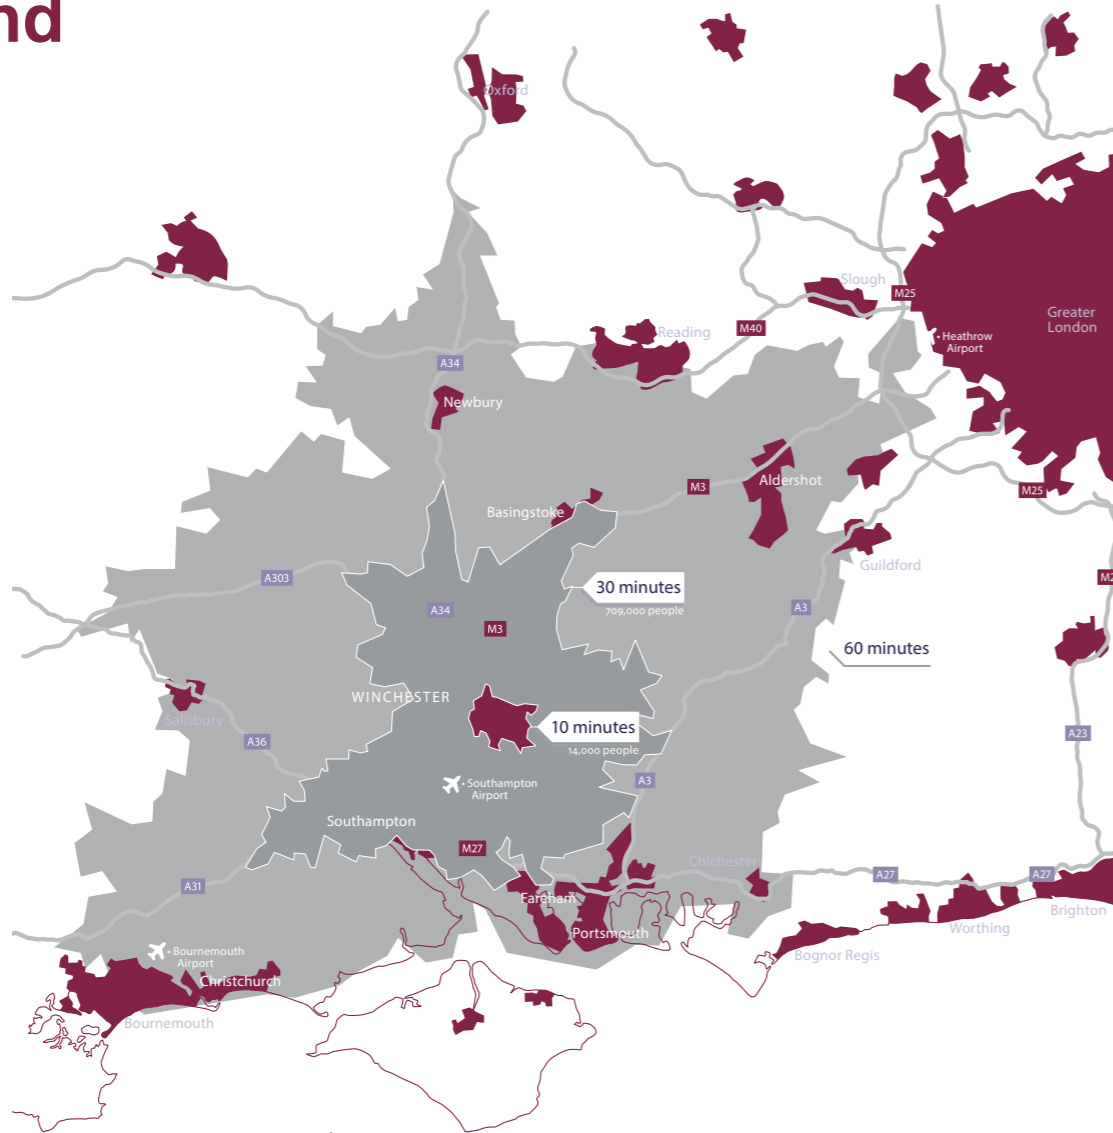 nd
Oxford
Slough
M25
Greater
London
Reading
M40
Heathrow
Airport
A34
Newbury
Aldershot
M3
M25
Basingstoke
Guildford
A303
30 minutes
709,000 people
A34
A3
M3
60 minutes
WINCHESTER
Salisbury
10 minutes
14,000 people
A36
A23
Southampton
Airport
A3
Southampton
M27
Chichester
A31
A27
A27
Fareham
Brighton
Portsmouth
Worthing
Bournemouth
Airport
Bognor Regis
Christchurch
Bournemouth